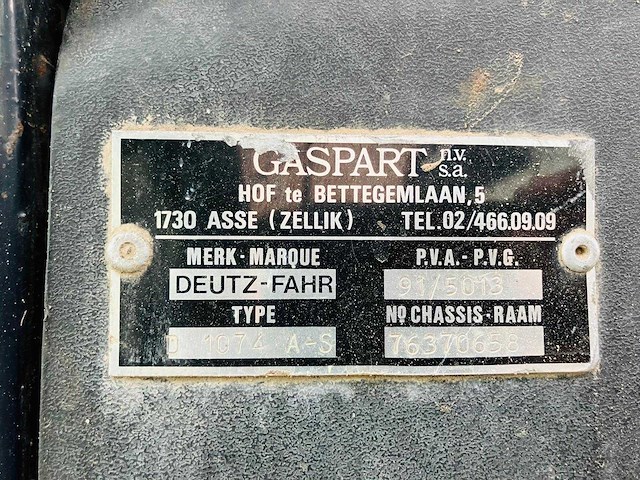 GASPART n.v. s.a.
HOF te BETTEGEMLAAN,5
1730 ASSE (ZELLIK) TEL.02/466.09.09
MERK-MARQUE P.V.A.-P.V.G.
DEUTZ-FAHR 91/5013
TYPE Nº CHASSIS-RAAM
D 1074 A-S 76370658